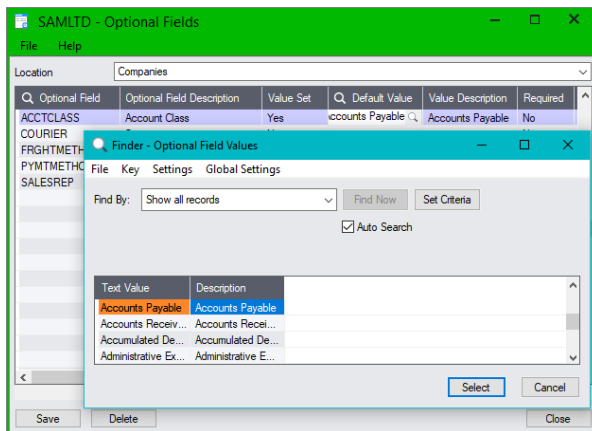 SAMLTD - Optional Fields
File Help
Location Companies
Optional Field Optional Field Description Value Set Default Value Value Description Required
ACCTCLASS Account Class Yes ccounts Payable Accounts Payable No
COURIER
FRGHTMETH
PYMTMETHO
SALESREP
Finder - Optional Field Values
File Key Settings Global Settings
Find By: Show all records Find Now Set Criteria
Auto Search
Text Value Description
Accounts Payable Accounts Payable
Accounts Receiv... Accounts Recei...
Accumulated De... Accumulated De...
Administrative Ex... Administrative E...
Select Cancel
Save Delete Close